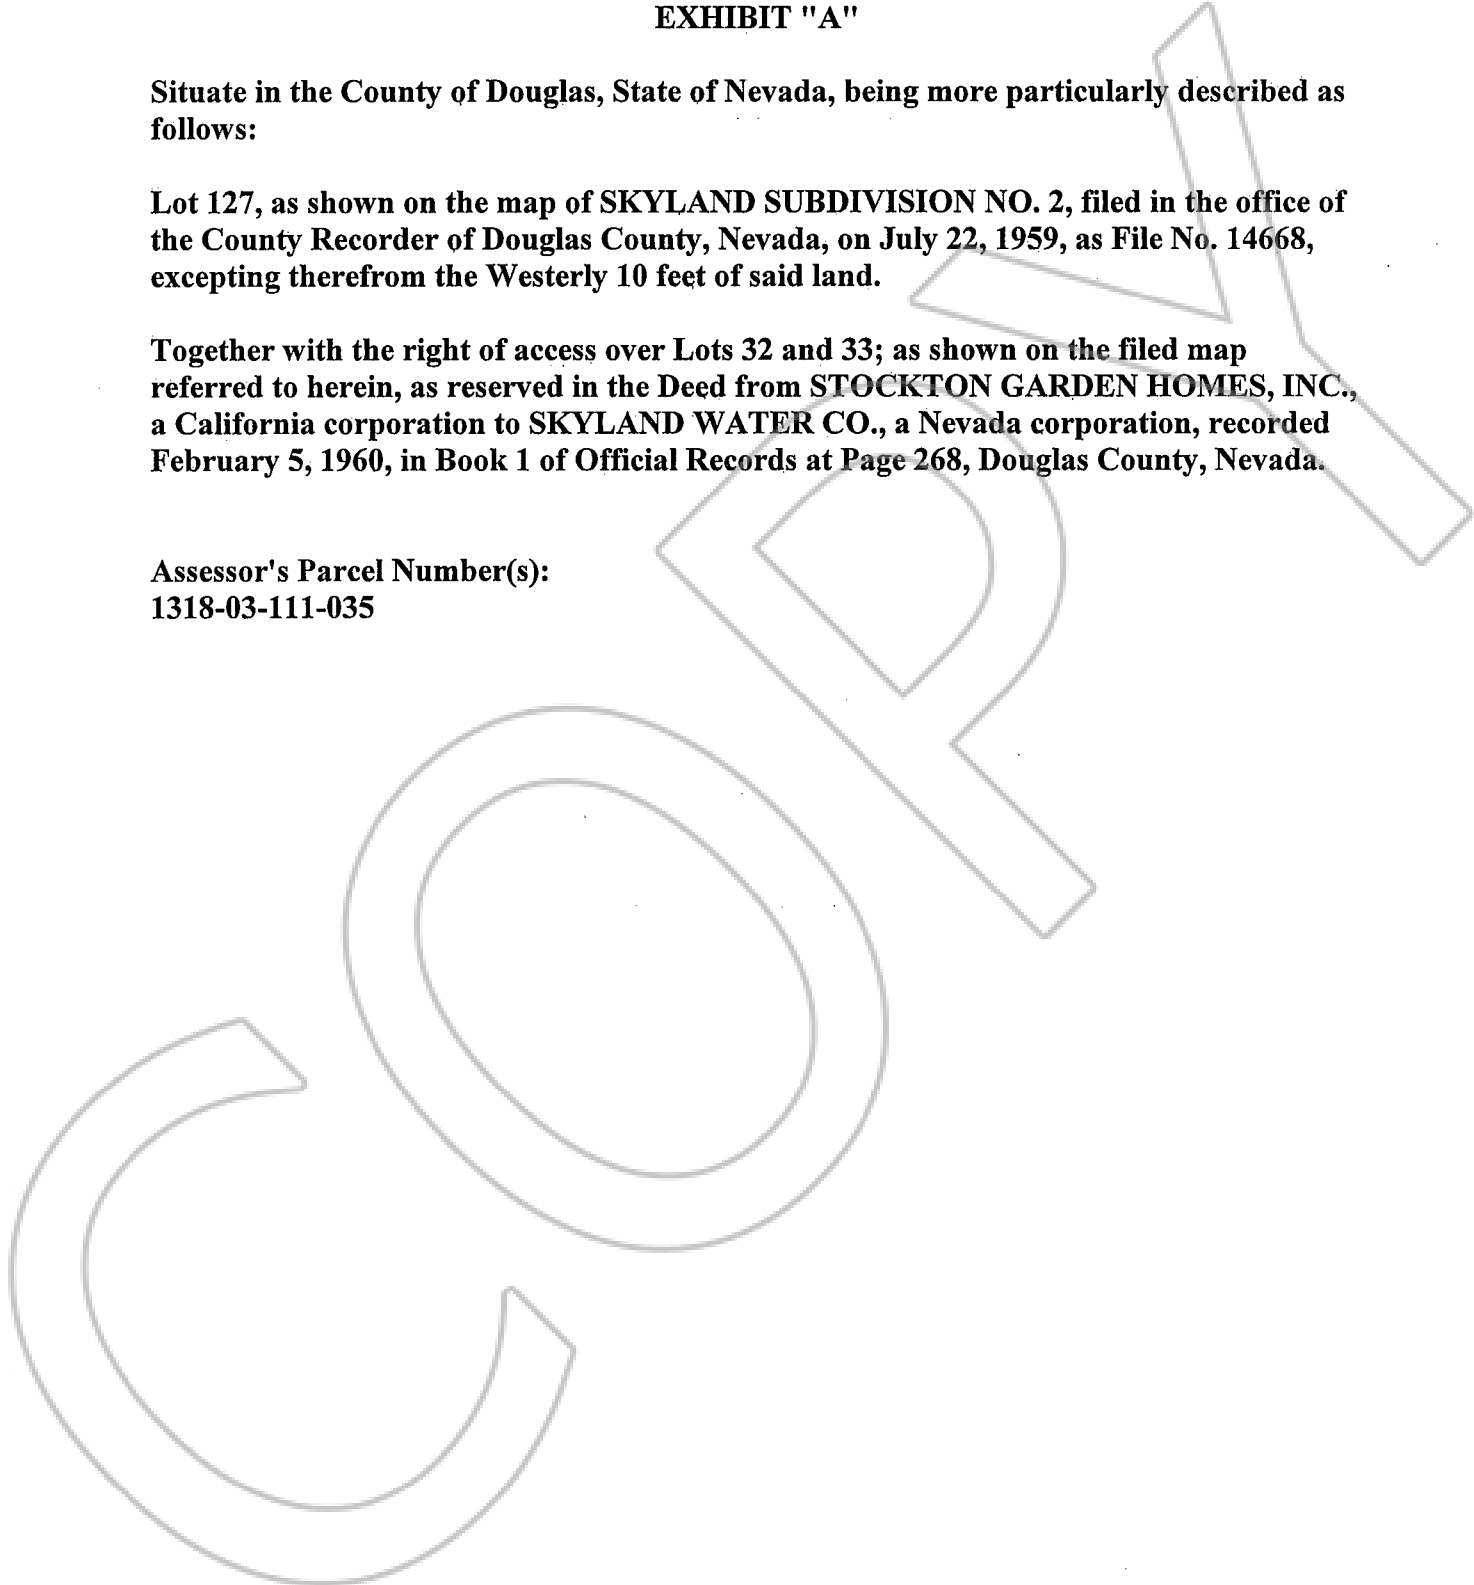 EXHIBIT "A"
Situate in the County of Douglas, State of Nevada, being more particularly described as
follows:
Lot 127, as shown on the map of SKYLAND SUBDIVISION NO. 2, filed in the office of
the County Recorder of Douglas County, Nevada, on July 22, 1959, as File No. 14668,
excepting therefrom the Westerly 10 feet of said land.
Together with the right of access over Lots 32 and 33; as shown on the filed map
referred to herein, as reserved in the Deed from STOCKTON GARDEN HOMES, INC.,
a California corporation to SKYLAND WATER CO., a Nevada corporation, recorded
February 5, 1960, in Book 1 of Official Records at Page 268, Douglas County, Nevada.
Assessor's Parcel Number(s):
1318-03-111-035
COPY